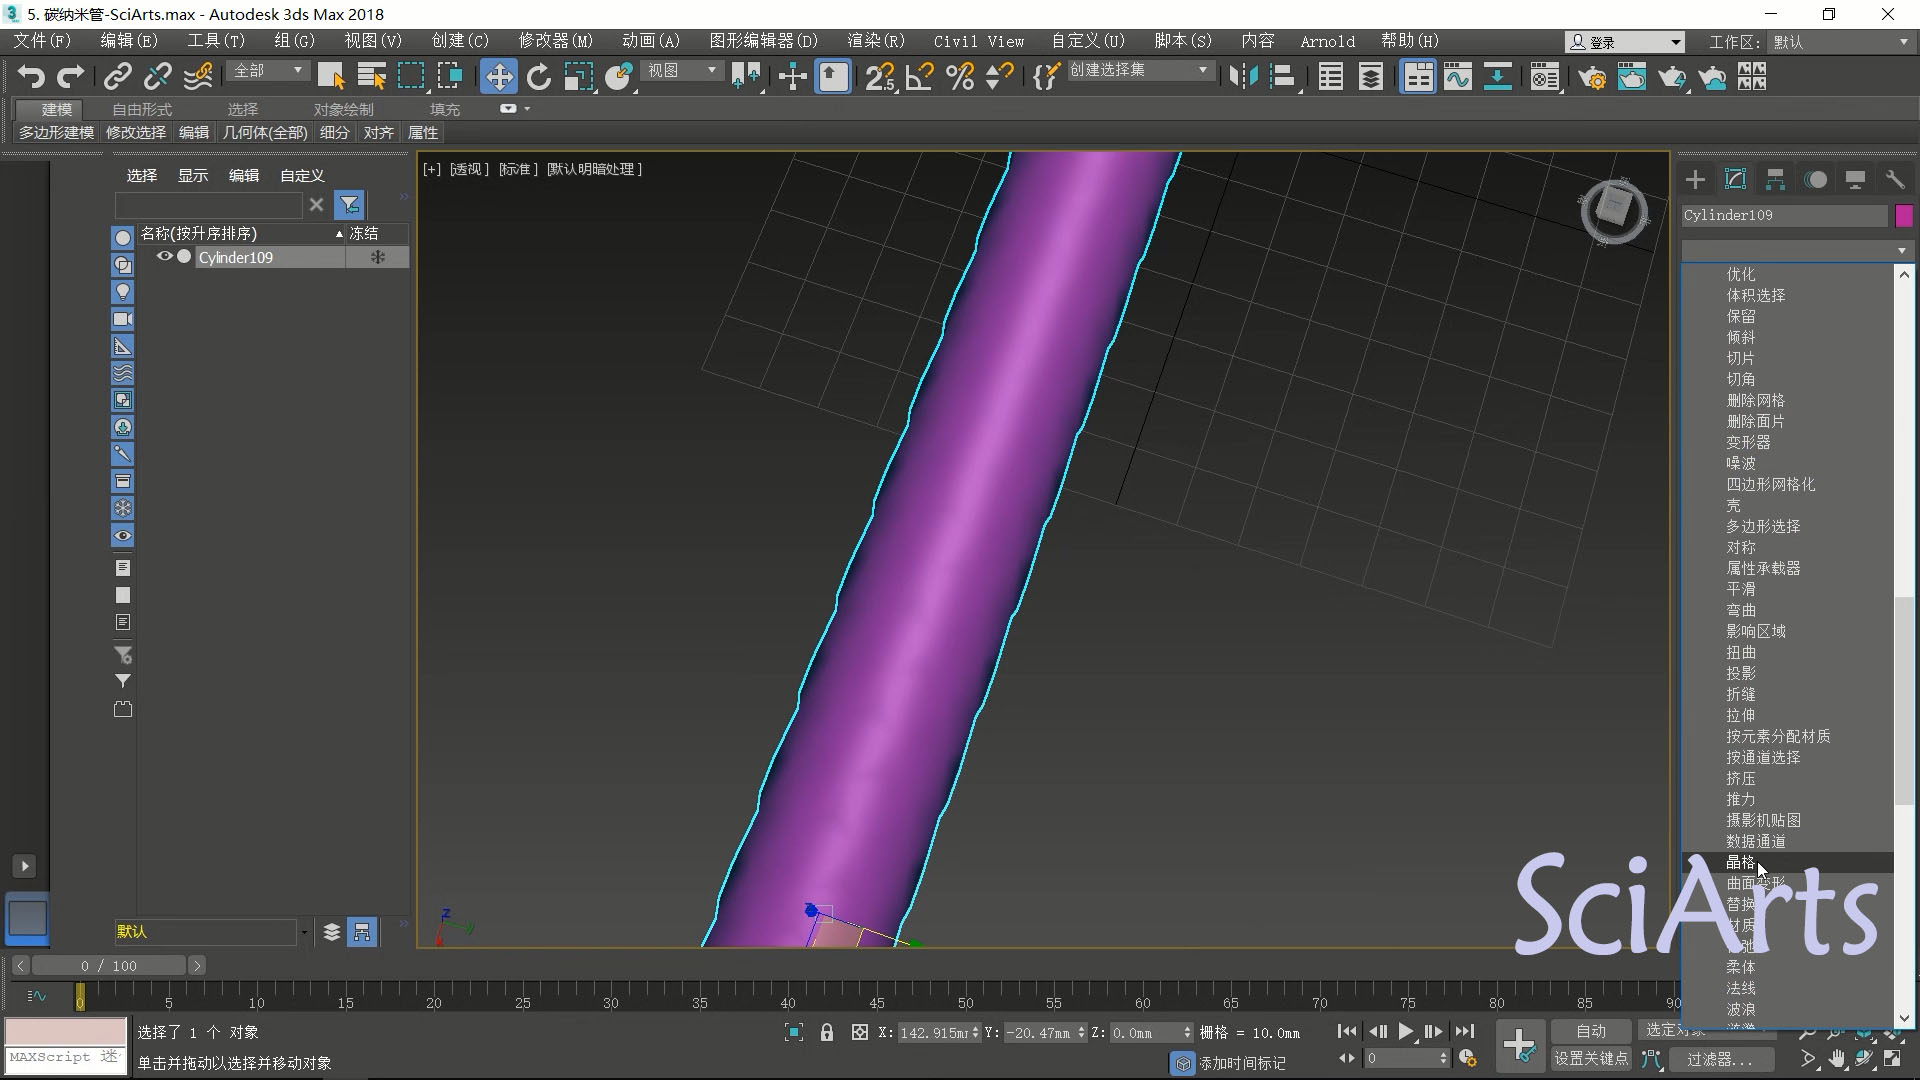 5. 碳纳米管-SciArts.max - Autodesk 3ds Max 2018
文件(F) 编辑(E) 工具(T) 组(G) 视图(V) 创建(C) 修改器(M) 动画(A) 图形编辑器(D) 渲染(R) Civil View 自定义(U) 脚本(S) 内容 Arnold 帮助(H) 登录 工作区: 默认
全部 视图 创建选择集
建模 自由形式 选择 对象绘制 填充
多边形建模 修改选择 编辑 几何体(全部) 细分 对齐 属性
选择 显示 编辑 自定义
名称(按升序排序) 冻结
Cylinder109
[+] [透视] [标准] [默认明暗处理]
Cylinder109
优化
体积选择
保留
倾斜
切片
切角
删除网格
删除面片
变形器
噪波
四边形网格化
壳
多边形选择
对称
属性承载器
平滑
弯曲
影响区域
扭曲
投影
折缝
拉伸
按元素分配材质
按通道选择
挤压
推力
摄影机贴图
数据通道
晶格
曲面变形
替换
材质
柔体
法线
波浪
SciArts
z
y
默认
0 / 100
0 5 10 15 20 25 30 35 40 45 50 55 60 65 70 75 80 85 90
选择了 1 个 对象
X: 142.915mm Y: -20.47mm Z: 0.0mm 栅格 = 10.0mm
自动 选定对象
MAXScript 迷
单击并拖动以选择并移动对象
添加时间标记
0
设置关键点 过滤器...